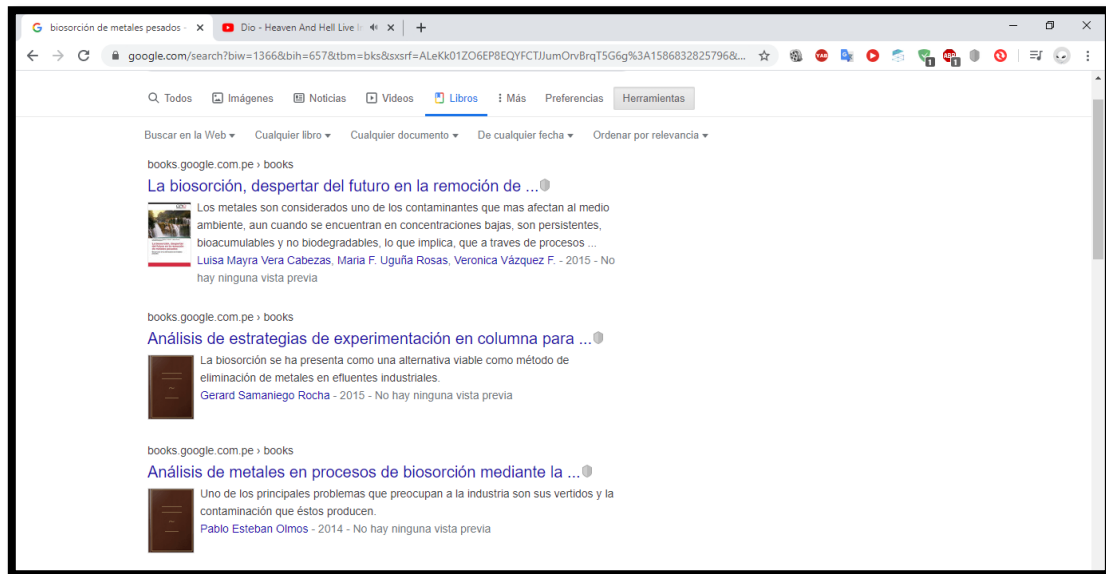 biosorción de metales pesados -
Dio - Heaven And Hell Live I
google.com/search?biw=1366&bih=657&tbm=bks&sxsrf=ALeKk01ZO6EP8EQYFCTJJumOrvBrqT5G6g%3A1586832825796&...
Todos Imágenes Noticias Videos Libros Más Preferencias Herramientas
Buscar en la Web Cualquier libro Cualquier documento De cualquier fecha Ordenar por relevancia
books.google.com.pe › books
La biosorción, despertar del futuro en la remoción de ...
Los metales son considerados uno de los contaminantes que mas afectan al medio
ambiente, aun cuando se encuentran en concentraciones bajas, son persistentes,
bioacumulables y no biodegradables, lo que implica, que a traves de procesos ...
Luisa Mayra Vera Cabezas, Maria F. Uguña Rosas, Veronica Vázquez F. - 2015 - No
hay ninguna vista previa
books.google.com.pe › books
Análisis de estrategias de experimentación en columna para ...
La biosorción se ha presenta como una alternativa viable como método de
eliminación de metales en efluentes industriales.
Gerard Samaniego Rocha - 2015 - No hay ninguna vista previa
books.google.com.pe › books
Análisis de metales en procesos de biosorción mediante la ...
Uno de los principales problemas que preocupan a la industria son sus vertidos y la
contaminación que éstos producen.
Pablo Esteban Olmos - 2014 - No hay ninguna vista previa